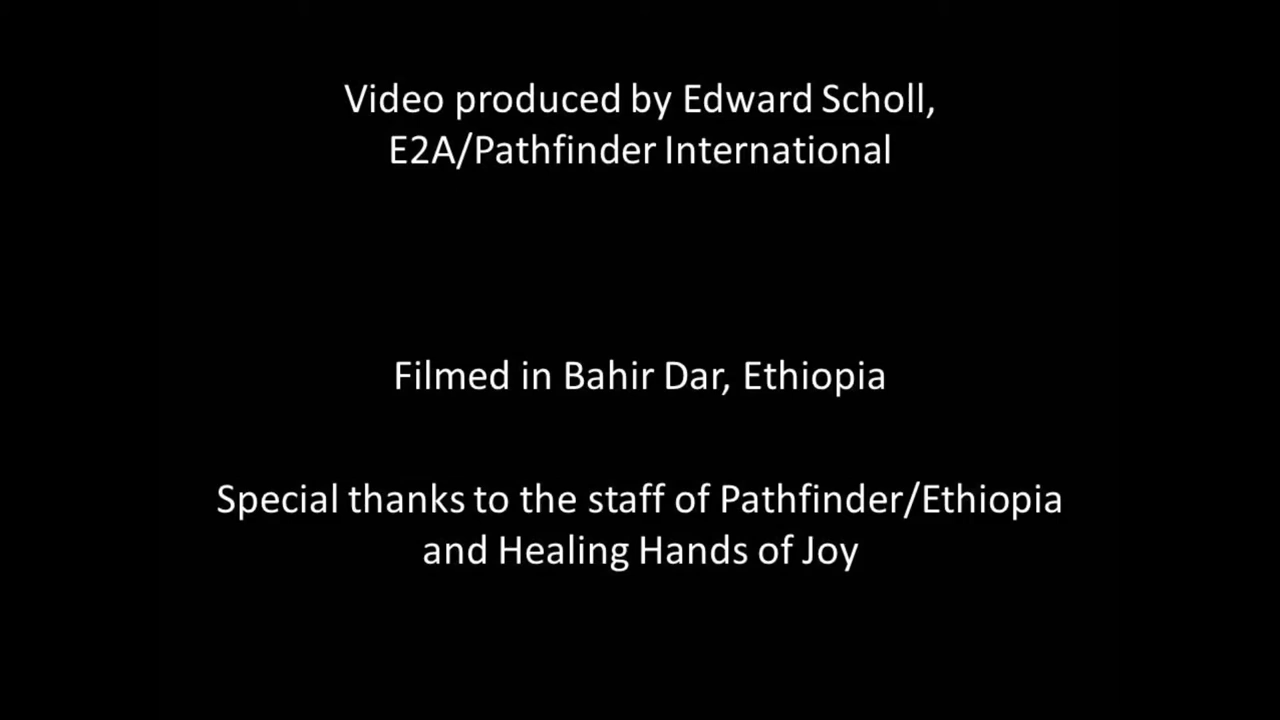 Video produced by Edward Scholl,
E2A/Pathfinder International
Filmed in Bahir Dar, Ethiopia
Special thanks to the staff of Pathfinder/Ethiopia
and Healing Hands of Joy